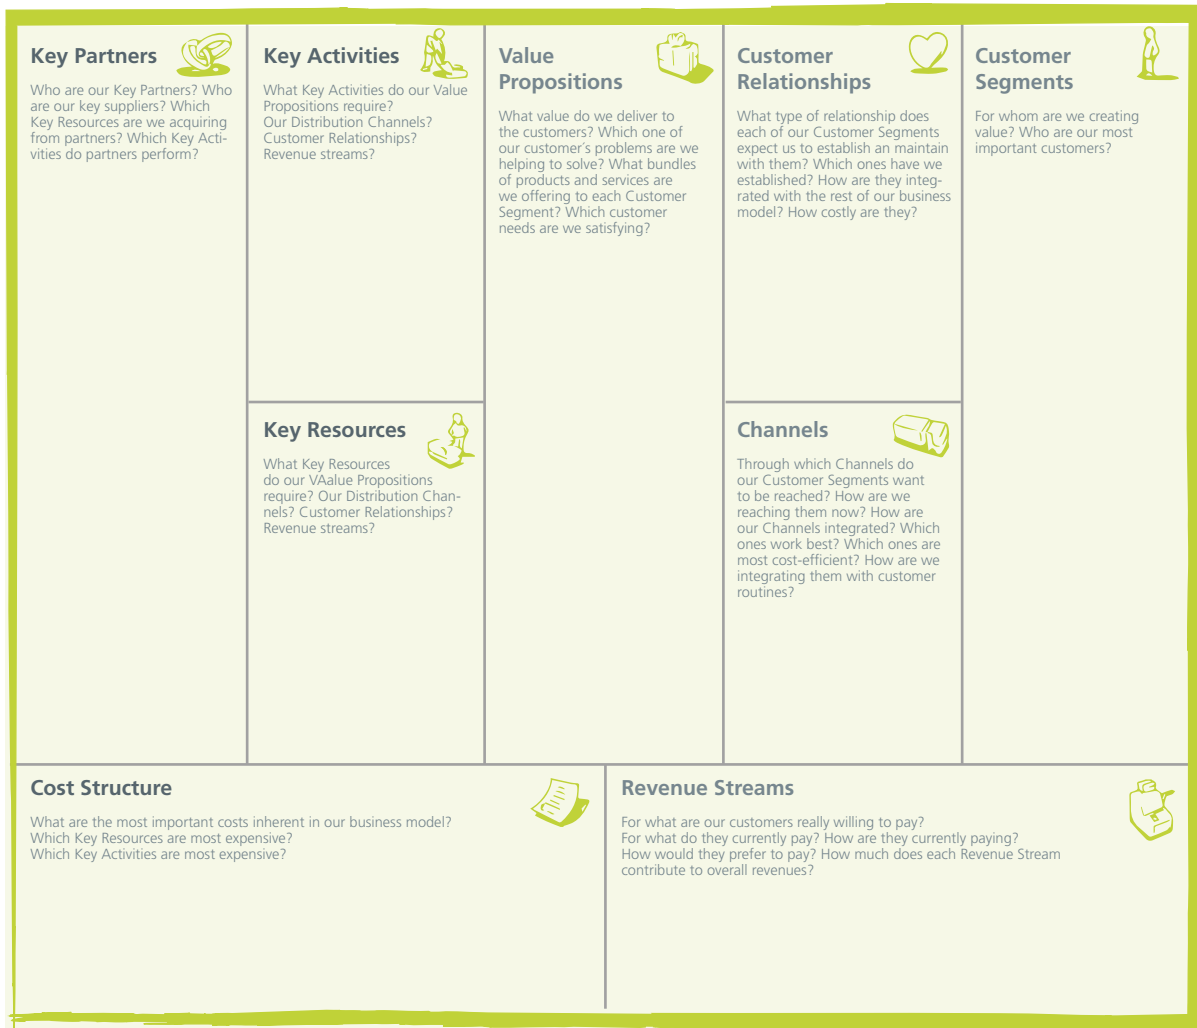 Key Partners
Who are our Key Partners? Who
are our key suppliers? Which
Key Resources are we acquiring
from partners? Which Key Acti-
vities do partners perform?
Key Activities
What Key Activities do our Value
Propositions require?
Our Distribution Channels?
Customer Relationships?
Revenue streams?
Key Resources
What Key Resources
do our VAalue Propositions
require? Our Distribution Chan-
nels? Customer Relationships?
Revenue streams?
Value
Propositions
What value do we deliver to
the customers? Which one of
our customer´s problems are we
helping to solve? What bundles
of products and services are
we offering to each Customer
Segment? Which customer
needs are we satisfying?
Customer
Relationships
What type of relationship does
each of our Customer Segments
expect us to establish an maintain
with them? Which ones have we
established? How are they integ-
rated with the rest of our business
model? How costly are they?
Channels
Through which Channels do
our Customer Segments want
to be reached? How are we
reaching them now? How are
our Channels integrated? Which
ones work best? Which ones are
most cost-efficient? How are we
integrating them with customer
routines?
Customer
Segments
For whom are we creating
value? Who are our most
important customers?
Cost Structure
What are the most important costs inherent in our business model?
Which Key Resources are most expensive?
Which Key Activities are most expensive?
Revenue Streams
For what are our customers really willing to pay?
For what do they currently pay? How are they currently paying?
How would they prefer to pay? How much does each Revenue Stream
contribute to overall revenues?